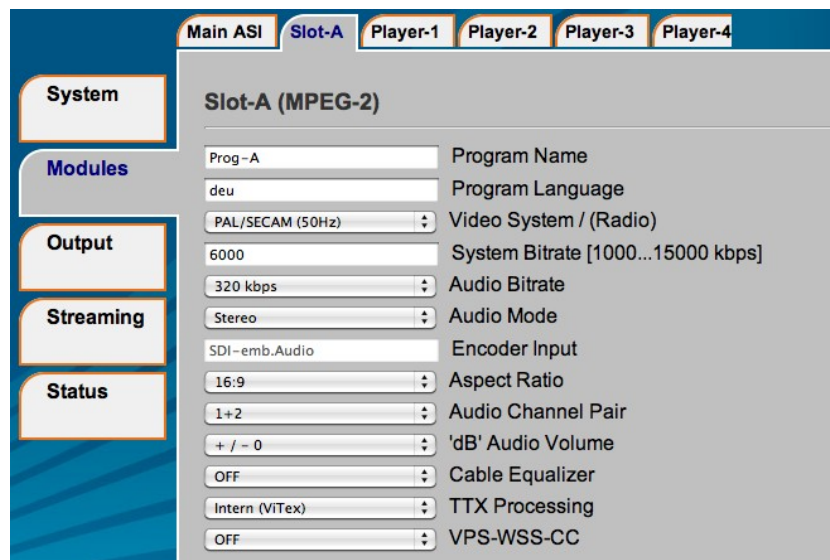 Main ASI Slot-A Player-1 Player-2 Player-3 Player-4
System
Modules
Output
Streaming
Status
Slot-A (MPEG-2)
Prog-A Program Name
deu Program Language
PAL/SECAM (50Hz) Video System / (Radio)
6000 System Bitrate [1000...15000 kbps]
320 kbps Audio Bitrate
Stereo Audio Mode
SDI-emb.Audio Encoder Input
16:9 Aspect Ratio
1+2 Audio Channel Pair
+ / - 0 'dB' Audio Volume
OFF Cable Equalizer
Intern (ViTex) TTX Processing
OFF VPS-WSS-CC